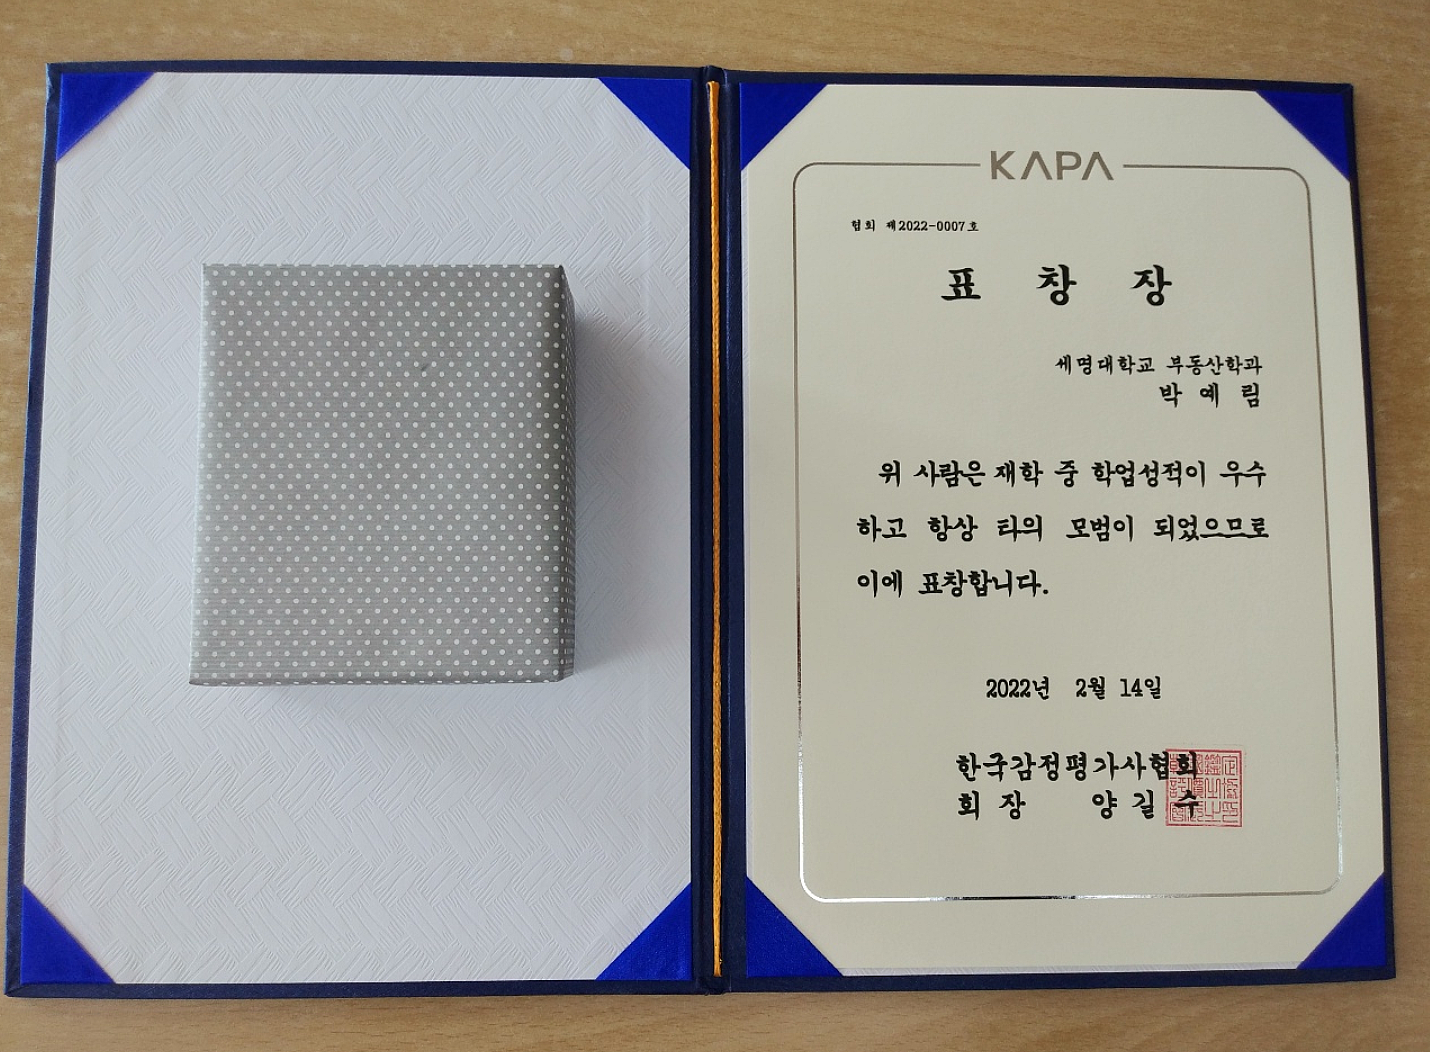 KAPA
협회 제2022-0007호
표 창 장
세명대학교 부동산학과
박 예 림
위 사람은 재학 중 학업성적이 우수
하고 항상 타의 모범이 되었으므로
이에 표창합니다.
2022년 2월 14일
한국감정평가사협회
회 장 양 길 수